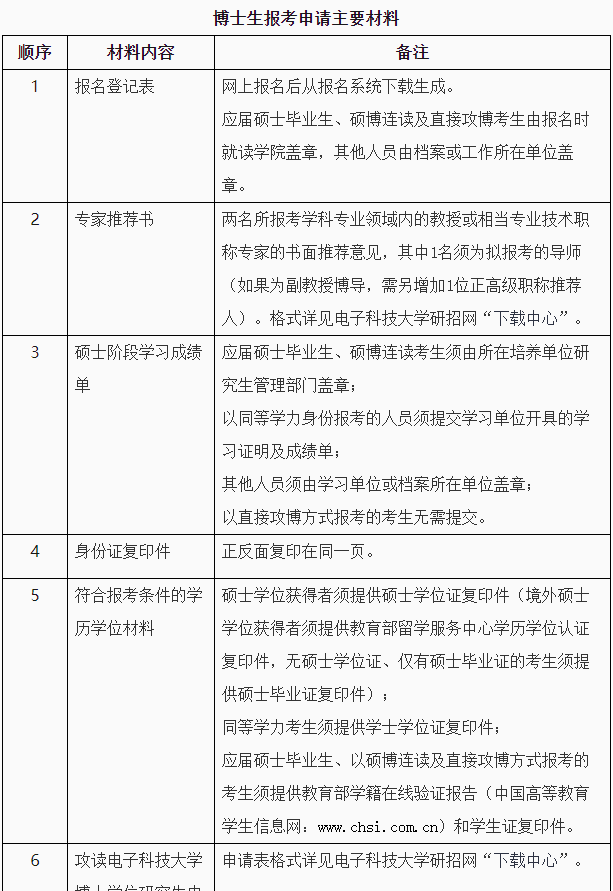 博士生报考申请主要材料
顺序 材料内容 备注
1 报名登记表 网上报名后从报名系统下载生成。
应届硕士毕业生、硕博连读及直接攻博考生由报名时
就读学院盖章，其他人员由档案或工作所在单位盖
章。
2 专家推荐书 两名所报考学科专业领域内的教授或相当专业技术职
称专家的书面推荐意见，其中1名须为拟报考的导师
（如果为副教授博导，需另增加1位正高级职称推荐
人）。格式详见电子科技大学研招网“下载中心”。
3 硕士阶段学习成绩 应届硕士毕业生、硕博连读考生须由所在培养单位研
单 究生管理部门盖章；
以同等学力身份报考的人员须提交学习单位开具的学
习证明及成绩单；
其他人员须由学习单位或档案所在单位盖章；
以直接攻博方式报考的考生无需提交。
4 身份证复印件 正反面复印在同一页。
5 符合报考条件的学 硕士学位获得者须提供硕士学位证复印件（境外硕士
历学位材料 学位获得者须提供教育部留学服务中心学历学位认证
复印件，无硕士学位证、仅有硕士毕业证的考生须提
供硕士毕业证复印件）；
同等学力考生须提供学士学位证复印件；
应届硕士毕业生、以硕博连读及直接攻博方式报考的
考生须提供教育部学籍在线验证报告（中国高等教育
学生信息网：www.chsi.com.cn）和学生证复印件。
6 攻读电子科技大学 申请表格式详见电子科技大学研招网“下载中心”。
博士学位研究生申